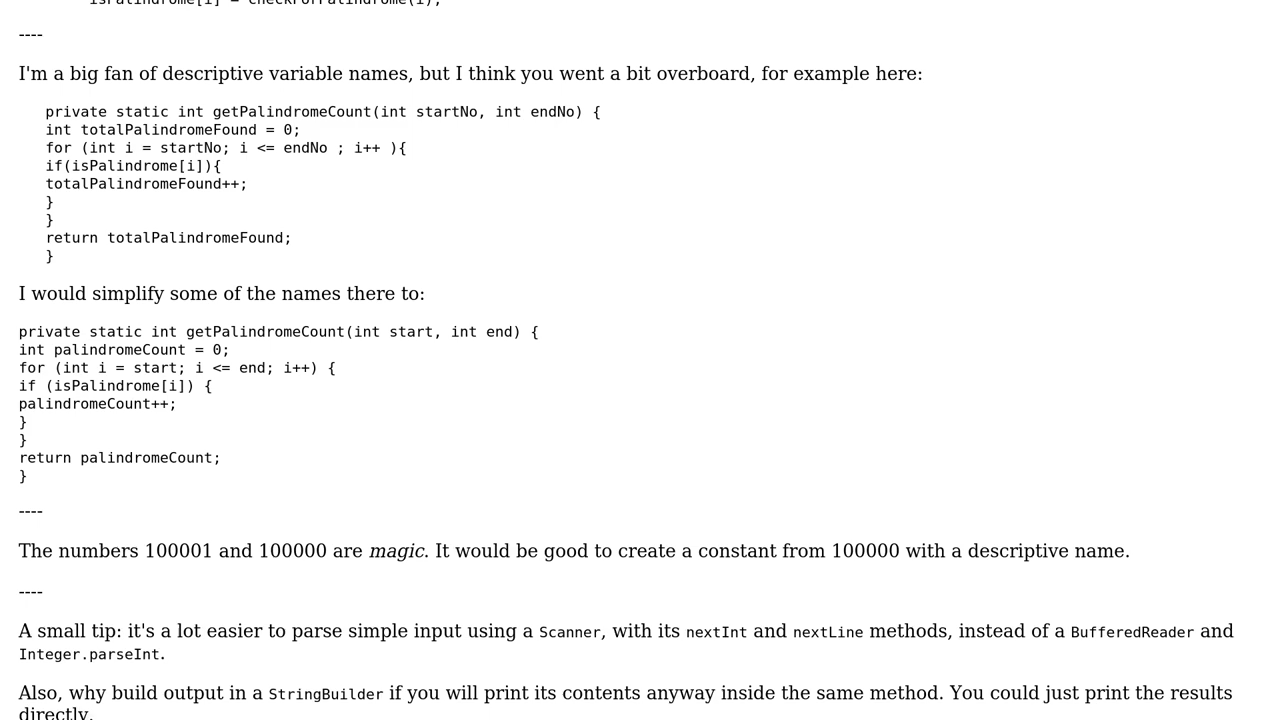 isPalindrome[i] = checkForPalindrome(i);
----
I'm a big fan of descriptive variable names, but I think you went a bit overboard, for example here:
private static int getPalindromeCount(int startNo, int endNo) {
int totalPalindromeFound = 0;
for (int i = startNo; i <= endNo ; i++ ){
if(isPalindrome[i]){
totalPalindromeFound++;
}
}
return totalPalindromeFound;
}
I would simplify some of the names there to:
private static int getPalindromeCount(int start, int end) {
int palindromeCount = 0;
for (int i = start; i <= end; i++) {
if (isPalindrome[i]) {
palindromeCount++;
}
}
return palindromeCount;
}
----
The numbers 100001 and 100000 are magic. It would be good to create a constant from 100000 with a descriptive name.
----
A small tip: it's a lot easier to parse simple input using a Scanner, with its nextInt and nextLine methods, instead of a BufferedReader and
Integer.parseInt.
Also, why build output in a StringBuilder if you will print its contents anyway inside the same method. You could just print the results
directly.